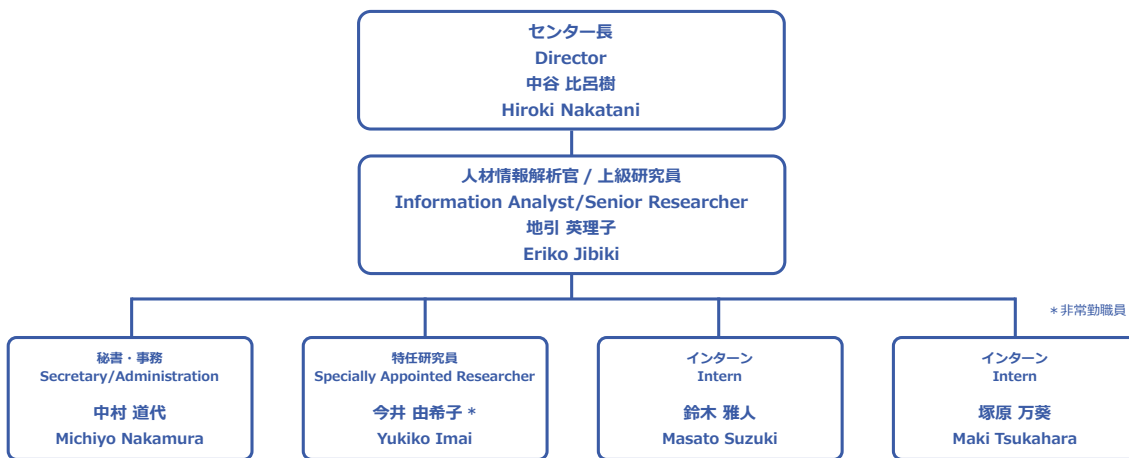 センター長
Director
中谷 比呂樹
Hiroki Nakatani
人材情報解析官 / 上級研究員
Information Analyst/Senior Researcher
地引 英理子
Eriko Jibiki
＊非常勤職員
秘書・事務
Secretary/Administration
中村 道代
Michiyo Nakamura
特任研究員
Specially Appointed Researcher
今井 由希子 *
Yukiko Imai
インターン
Intern
鈴木 雅人
Masato Suzuki
インターン
Intern
塚原 万葵
Maki Tsukahara